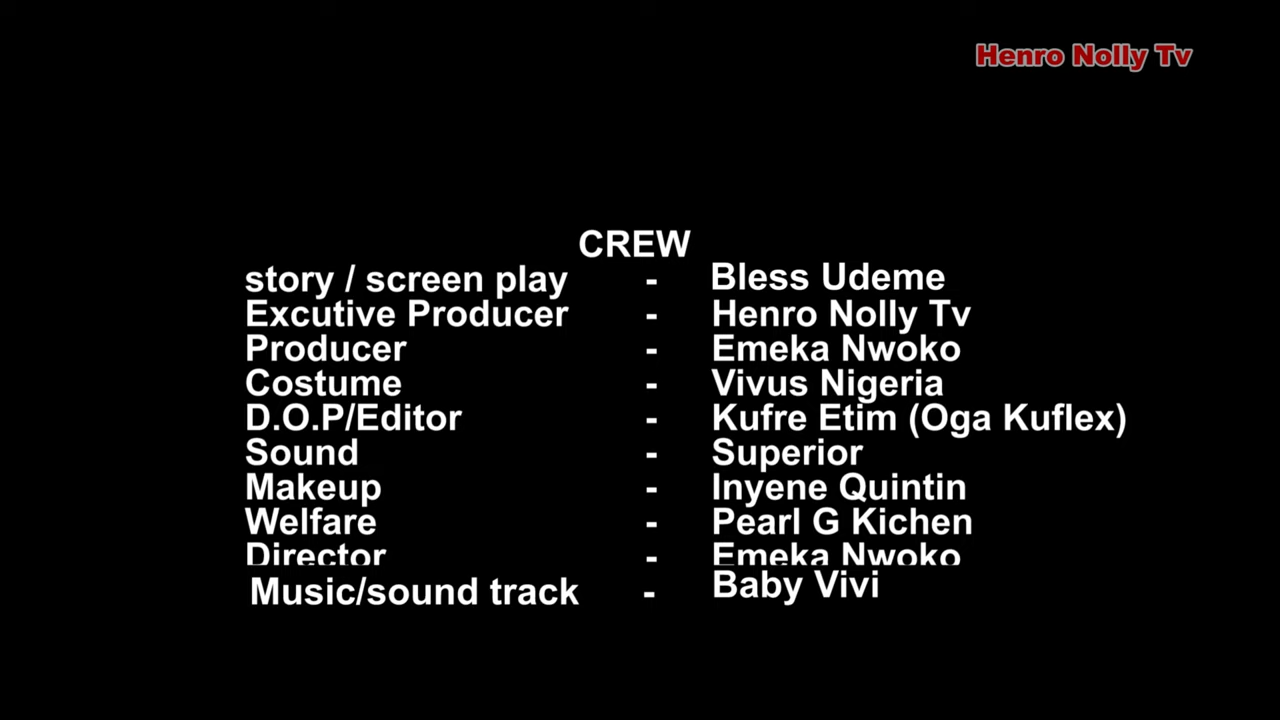 Henro Nolly Tv
CREW
story / screen play - Bless Udeme
Excutive Producer - Henro Nolly Tv
Producer - Emeka Nwoko
Costume - Vivus Nigeria
D.O.P/Editor - Kufre Etim (Oga Kuflex)
Sound - Superior
Makeup - Inyene Quintin
Welfare - Pearl G Kichen
Director - Emeka Nwoko
Music/sound track - Baby Vivi